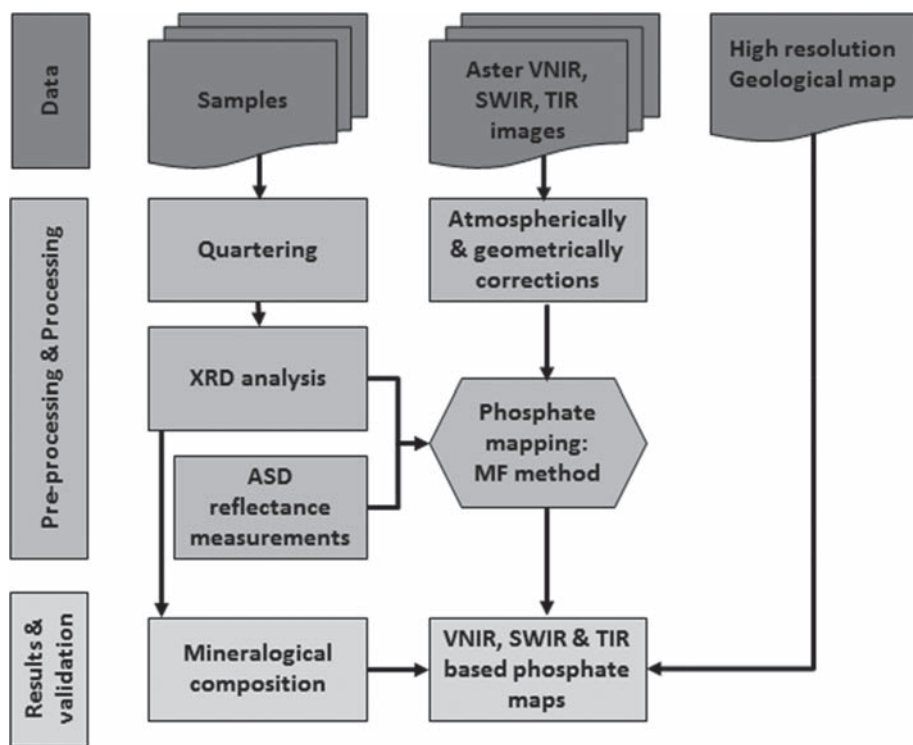 Data
Samples
Aster VNIR,
SWIR, TIR
images
High resolution
Geological map
Pre-processing & Processing
Quartering
Atmospherically
& geometrically
corrections
XRD analysis
Phosphate
mapping:
MF method
ASD
reflectance
measurements
Results &
validation
Mineralogical
composition
VNIR, SWIR & TIR
based phosphate
maps